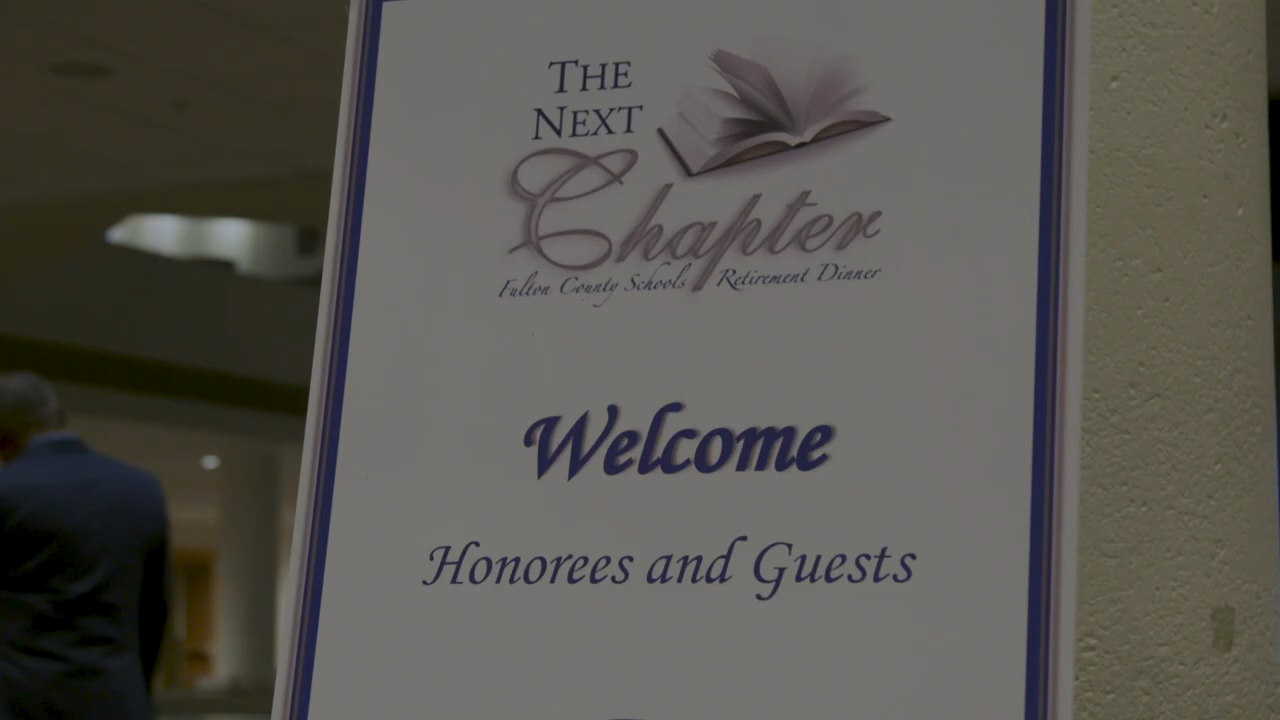 THE
NEXT
Chapter
Fulton County Schools Retirement Dinner
Welcome
Honorees and Guests